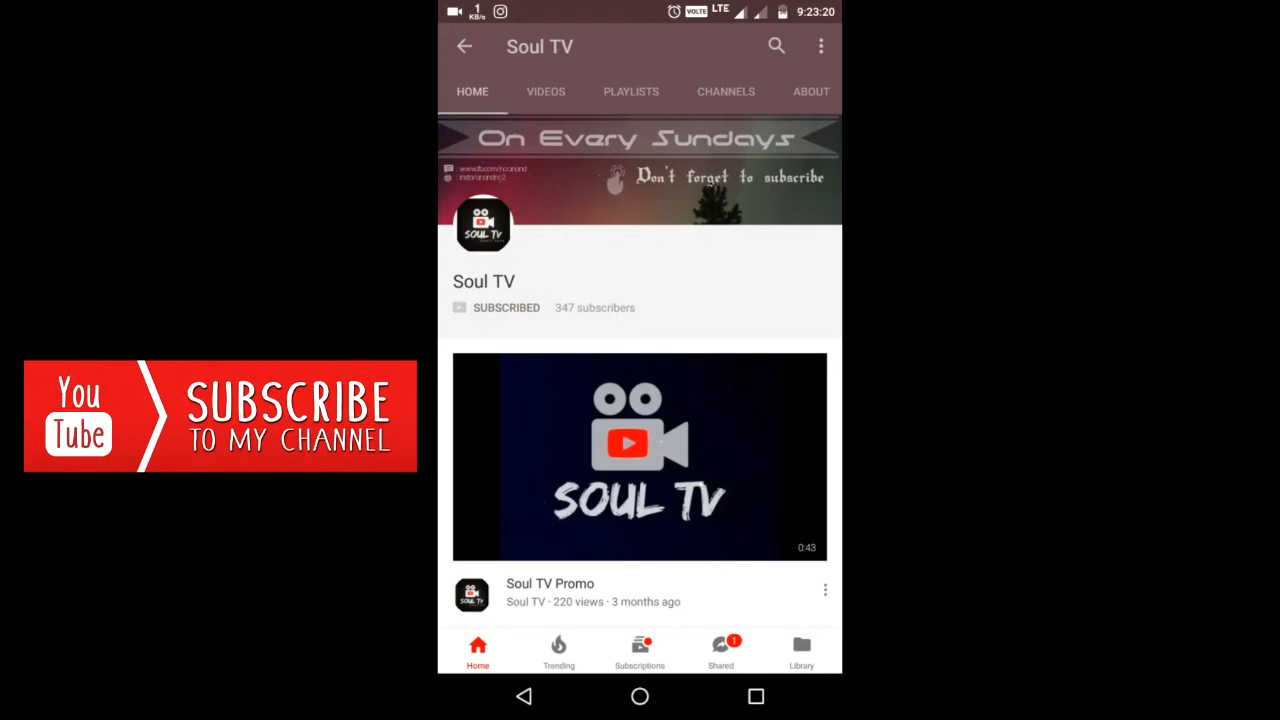 1
KB/s
VOLTE
LTE
9:23:20
Soul TV
HOME
VIDEOS
PLAYLISTS
CHANNELS
ABOUT
On Every Sundays
Don't forget to subscribe
SOUL TV
Soul TV
SUBSCRIBED
347 subscribers
You
Tube
SUBSCRIBE
TO MY CHANNEL
SOUL TV
0:43
Soul TV Promo
Soul TV · 220 views · 3 months ago
SOUL TV
1
Home
Trending
Subscriptions
Shared
Library